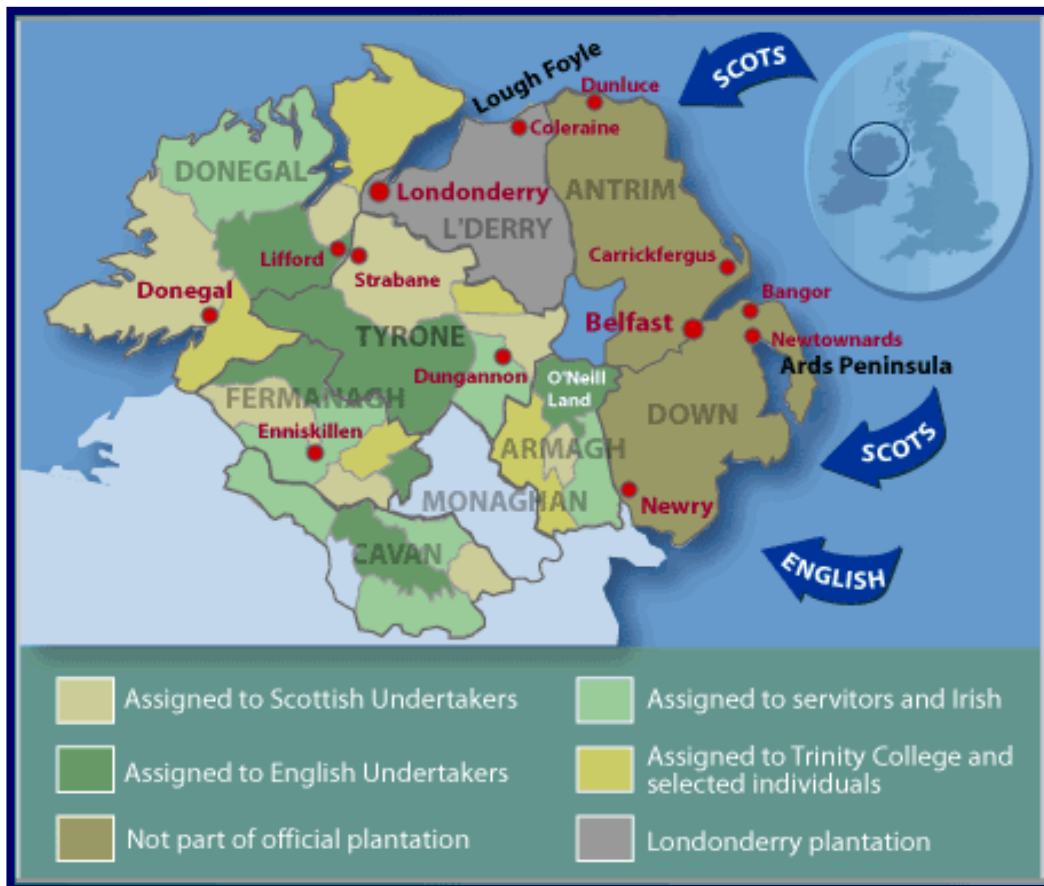 SCOTS
Lough Foyle
Dunluce
Coleraine
DONEGAL
ANTRIM
Londonderry
L'DERRY
Lifford
Strabane
Carrickfergus
Donegal
Bangor
Belfast
TYRONE
Newtownards
Dungannon
O'Neill
Land
Ards Peninsula
FERMANAGH
DOWN
Enniskillen
ARMAGH
SCOTS
MONAGHAN
Newry
CAVAN
ENGLISH
Assigned to Scottish Undertakers
Assigned to servitors and Irish
Assigned to English Undertakers
Assigned to Trinity College and
selected individuals
Not part of official plantation
Londonderry plantation